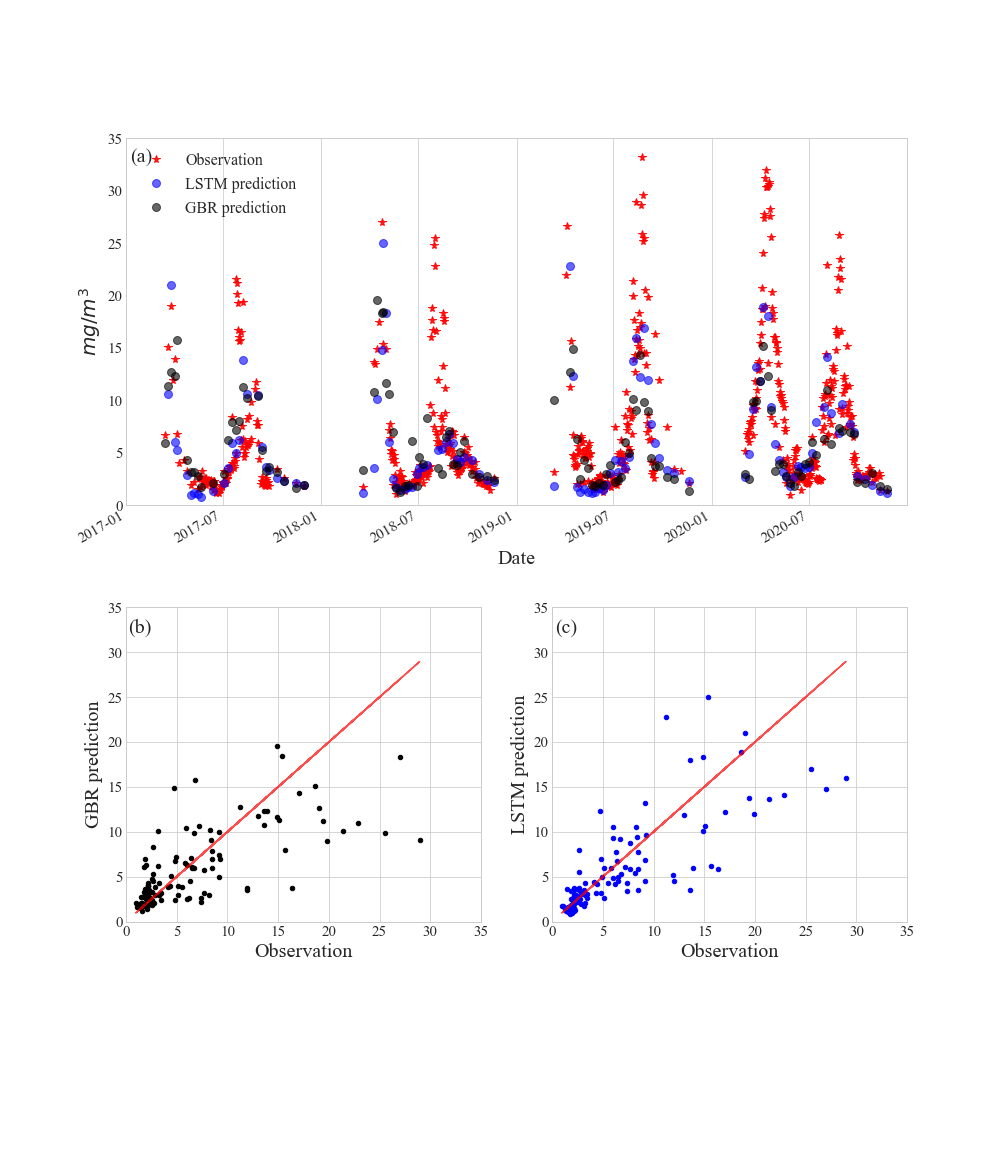 35
30
25
20
15
10
5
0
mg/m³
(a)
Observation
LSTM prediction
GBR prediction
2017-01
2017-07
2018-01
2018-07
2019-01
2019-07
2020-01
2020-07
Date
35
30
25
20
15
10
5
0
GBR prediction
(b)
0 5 10 15 20 25 30 35
Observation
35
30
25
20
15
10
5
0
LSTM prediction
(c)
0 5 10 15 20 25 30 35
Observation